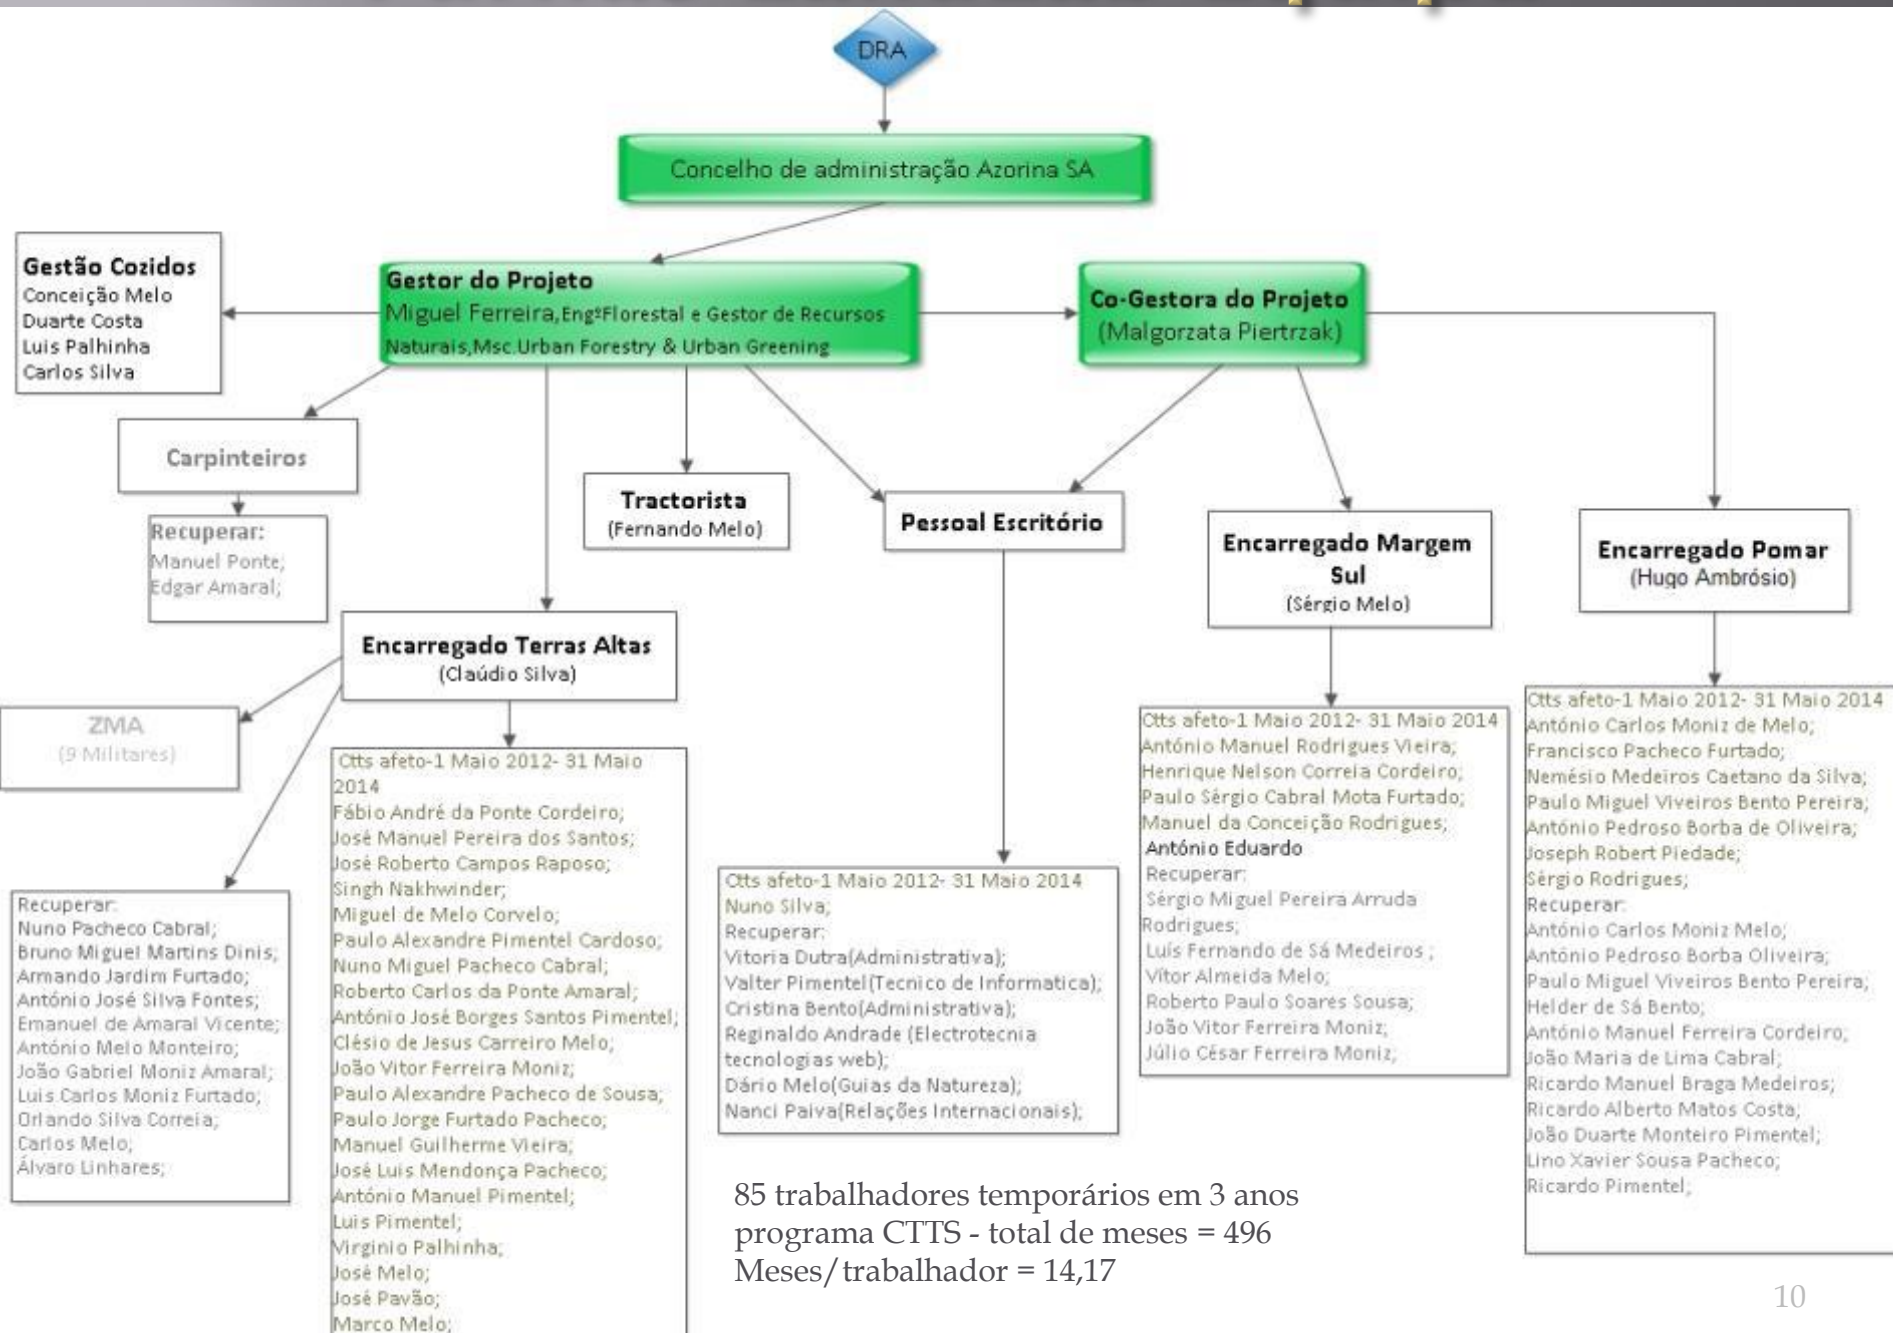 DRA
Concelho de administração Azorina SA
Gestão Cozidos
Conceição Melo
Duarte Costa
Luis Palhinha
Carlos Silva
Gestor do Projeto
Miguel Ferreira,EngºFlorestal e Gestor de Recursos
Naturais,Msc.Urban Forestry & Urban Greening
Co-Gestora do Projeto
(Malgorzata Piertrzak)
Carpinteiros
Recuperar:
Manuel Ponte;
Edgar Amaral;
Tractorista
(Fernando Melo)
Pessoal Escritório
Encarregado Margem
Sul
(Sérgio Melo)
Encarregado Pomar
(Hugo Ambrósio)
Encarregado Terras Altas
(Claúdio Silva)
ZMA
(9 Militares)
Recuperar:
Nuno Pacheco Cabral;
Bruno Miguel Martins Dinis;
Armando Jardim Furtado;
António José Silva Fontes;
Emanuel de Amaral Vicente;
António Melo Monteiro;
João Gabriel Moniz Amaral;
Luis Carlos Moniz Furtado;
Orlando Silva Correia;
Carlos Melo;
Álvaro Linhares;
Ctts afeto-1 Maio 2012- 31 Maio
2014
Fábio André da Ponte Cordeiro;
José Manuel Pereira dos Santos;
José Roberto Campos Raposo;
Singh Nakhwinder;
Miguel de Melo Corvelo;
Paulo Alexandre Pimentel Cardoso;
Nuno Miguel Pacheco Cabral;
Roberto Carlos da Ponte Amaral;
António José Borges Santos Pimentel;
Clésio de Jesus Carreiro Melo;
João Vitor Ferreira Moniz;
Paulo Alexandre Pacheco de Sousa;
Paulo Jorge Furtado Pacheco;
Manuel Guilherme Vieira;
José Luis Mendonça Pacheco;
António Manuel Pimentel;
Luis Pimentel;
Virginio Palhinha;
José Melo;
José Pavão;
Marco Melo;
Ctts afeto-1 Maio 2012- 31 Maio 2014
Nuno Silva;
Recuperar:
Vitoria Dutra(Administrativa);
Valter Pimentel(Tecnico de Informatica);
Cristina Bento(Administrativa);
Reginaldo Andrade (Electrotecnia
tecnologias web);
Dário Melo(Guias da Natureza);
Nanci Paiva(Relações Internacionais);
Ctts afeto-1 Maio 2012- 31 Maio 2014
António Manuel Rodrigues Vieira;
Henrique Nelson Correia Cordeiro;
Paulo Sérgio Cabral Mota Furtado;
Manuel da Conceição Rodrigues;
António Eduardo
Recuperar:
Sérgio Miguel Pereira Arruda
Rodrigues;
Luís Fernando de Sá Medeiros ;
Vítor Almeida Melo;
Roberto Paulo Soares Sousa;
João Vitor Ferreira Moniz;
Júlio César Ferreira Moniz;
Ctts afeto-1 Maio 2012- 31 Maio 2014
António Carlos Moniz de Melo;
Francisco Pacheco Furtado;
Nemésio Medeiros Caetano da Silva;
Paulo Miguel Viveiros Bento Pereira;
António Pedroso Borba de Oliveira;
Joseph Robert Piedade;
Sérgio Rodrigues;
Recuperar:
António Carlos Moniz Melo;
António Pedroso Borba Oliveira;
Paulo Miguel Viveiros Bento Pereira;
Helder de Sá Bento;
António Manuel Ferreira Cordeiro;
João Maria de Lima Cabral;
Ricardo Manuel Braga Medeiros;
Ricardo Alberto Matos Costa;
João Duarte Monteiro Pimentel;
Lino Xavier Sousa Pacheco;
Ricardo Pimentel;
85 trabalhadores temporários em 3 anos
programa CTTS - total de meses = 496
Meses/trabalhador = 14,17
10